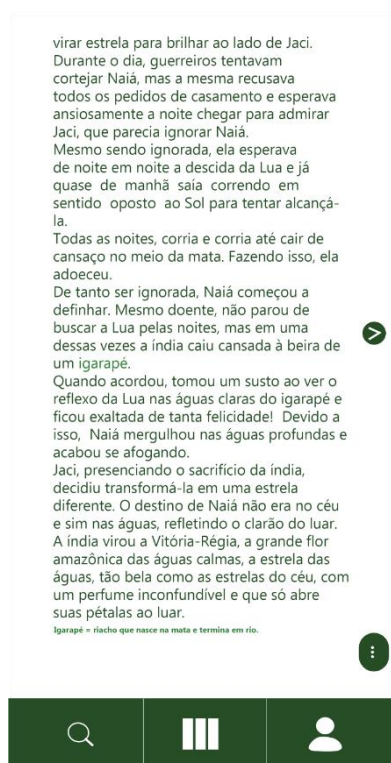 virar estrela para brilhar ao lado de Jaci.
Durante o dia, guerreiros tentavam
cortejar Naiá, mas a mesma recusava
todos os pedidos de casamento e esperava
ansiosamente a noite chegar para admirar
Jaci, que parecia ignorar Naiá.
Mesmo sendo ignorada, ela esperava
de noite em noite a descida da Lua e já
quase de manhã saía correndo em
sentido oposto ao Sol para tentar alcançá-
la.
Todas as noites, corria e corria até cair de
cansaço no meio da mata. Fazendo isso, ela
adoeceu.
De tanto ser ignorada, Naiá começou a
definhar. Mesmo doente, não parou de
buscar a Lua pelas noites, mas em uma
dessas vezes a índia caiu cansada à beira de
um igarapé.
Quando acordou, tomou um susto ao ver o
reflexo da Lua nas águas claras do igarapé e
ficou exaltada de tanta felicidade! Devido a
isso, Naiá mergulhou nas águas profundas e
acabou se afogando.
Jaci, presenciando o sacrifício da índia,
decidiu transformá-la em uma estrela
diferente. O destino de Naiá não era no céu
e sim nas águas, refletindo o clarão do luar.
A índia virou a Vitória-Régia, a grande flor
amazônica das águas calmas, a estrela das
águas, tão bela como as estrelas do céu, com
um perfume inconfundível e que só abre
suas pétalas ao luar.
Igarapé = riacho que nasce na mata e termina em rio.